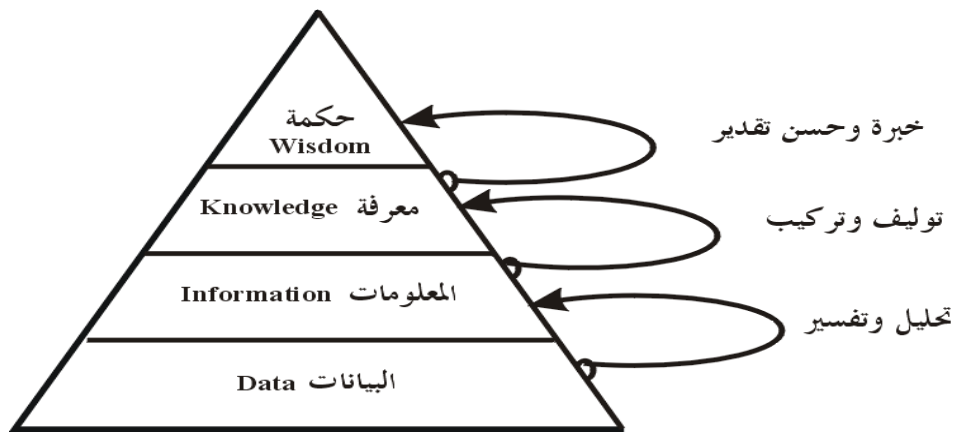 حكمة
Wisdom
خبرة وحسن تقدير
معرفة Knowledge
توليف وتركيب
المعلومات Information
تحليل وتفسير
البيانات Data